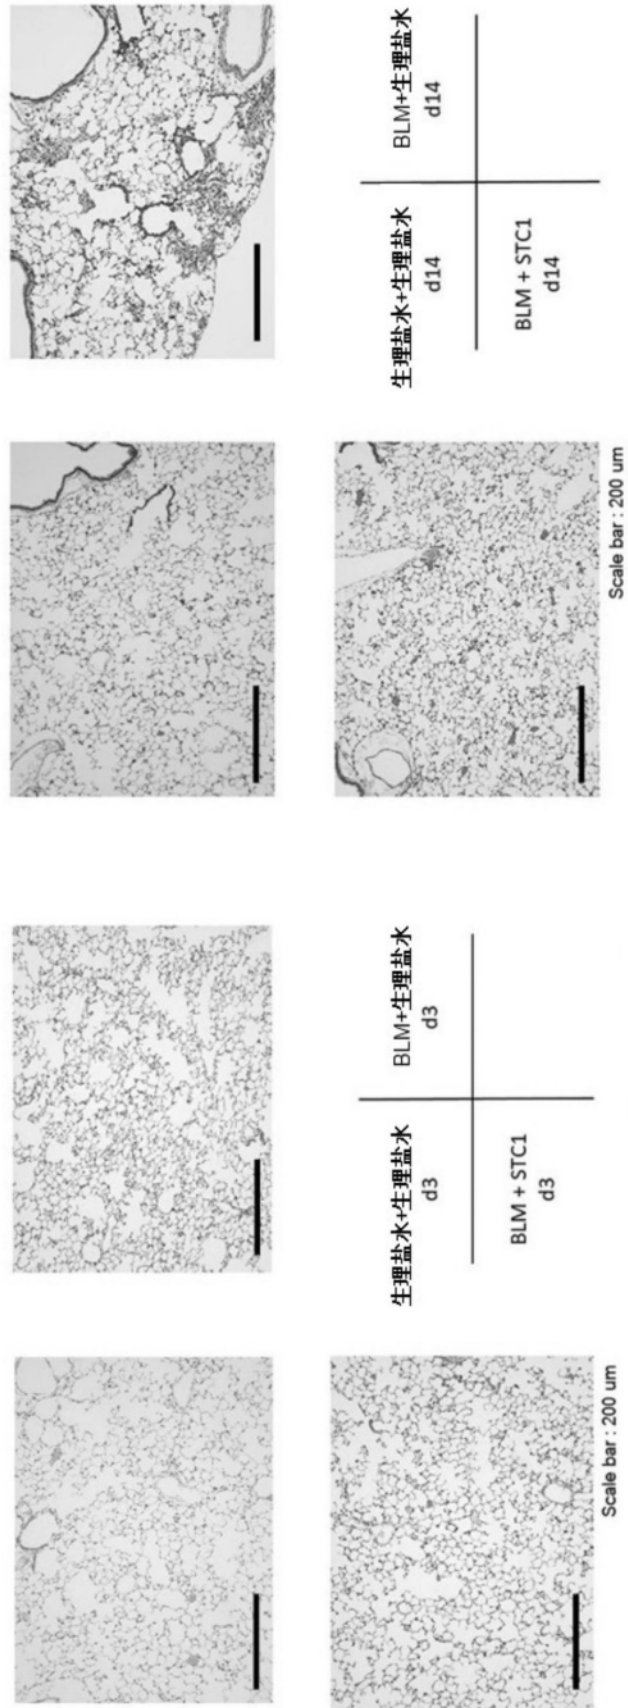 生理盐水+生理盐水
d3
BLM+生理盐水
d3
BLM + STC1
d3
Scale bar : 200 um
生理盐水+生理盐水
d14
BLM+生理盐水
d14
BLM + STC1
d14
Scale bar : 200 um